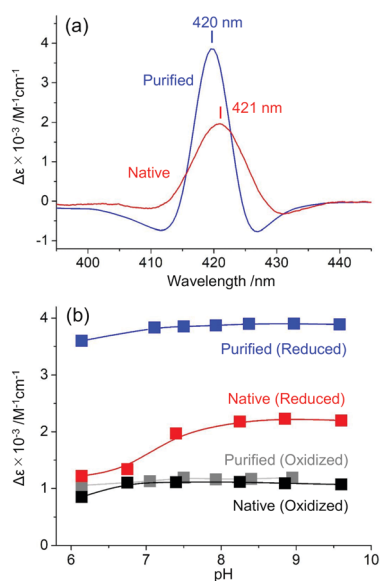 (a)
420 nm
Purified
421 nm
Native
4
3
2
1
0
-1
Δε × 10⁻³ /M⁻¹cm⁻¹
400 410 420 430 440
Wavelength /nm
(b)
4
3
2
1
0
Δε × 10⁻³ /M⁻¹cm⁻¹
Purified (Reduced)
Native (Reduced)
Purified (Oxidized)
Native (Oxidized)
6 7 8 9 10
pH